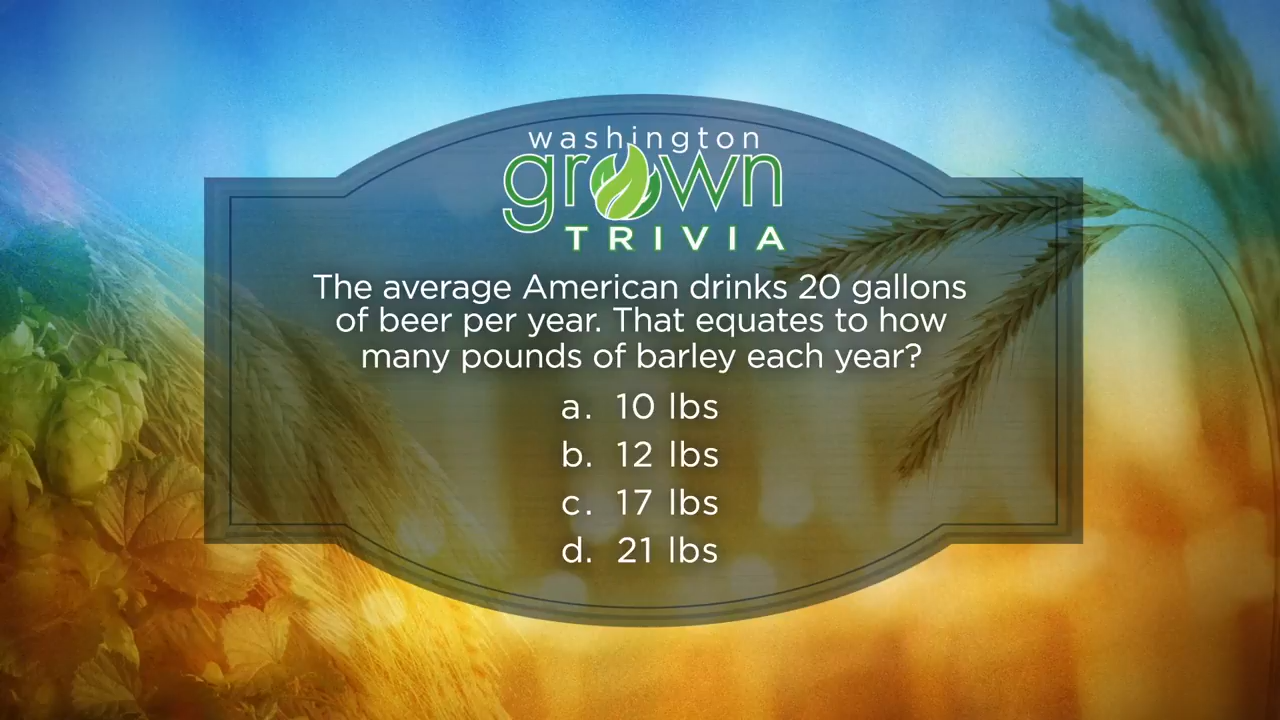 washington
grown
TRIVIA
The average American drinks 20 gallons
of beer per year. That equates to how
many pounds of barley each year?
a. 10 lbs
b. 12 lbs
c. 17 lbs
d. 21 lbs